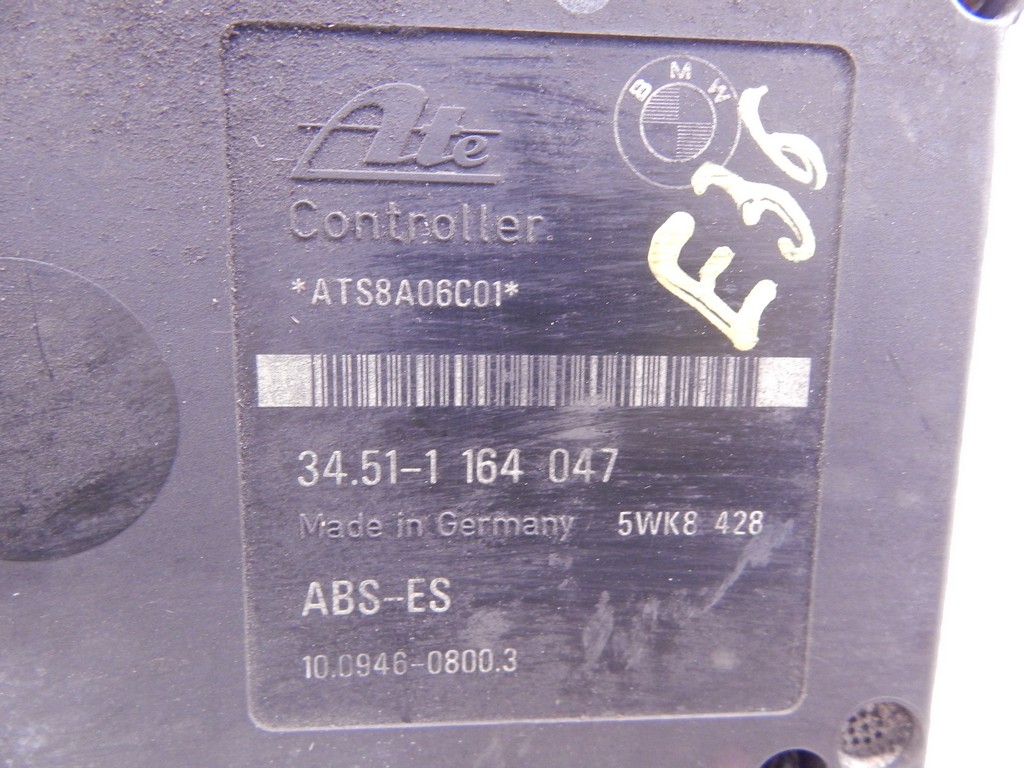 Ate
BMW
E36
Controller
*ATS8A06C01*
34.51-1 164 047
Made in Germany 5WK8 428
ABS-ES
10.0946-0800.3